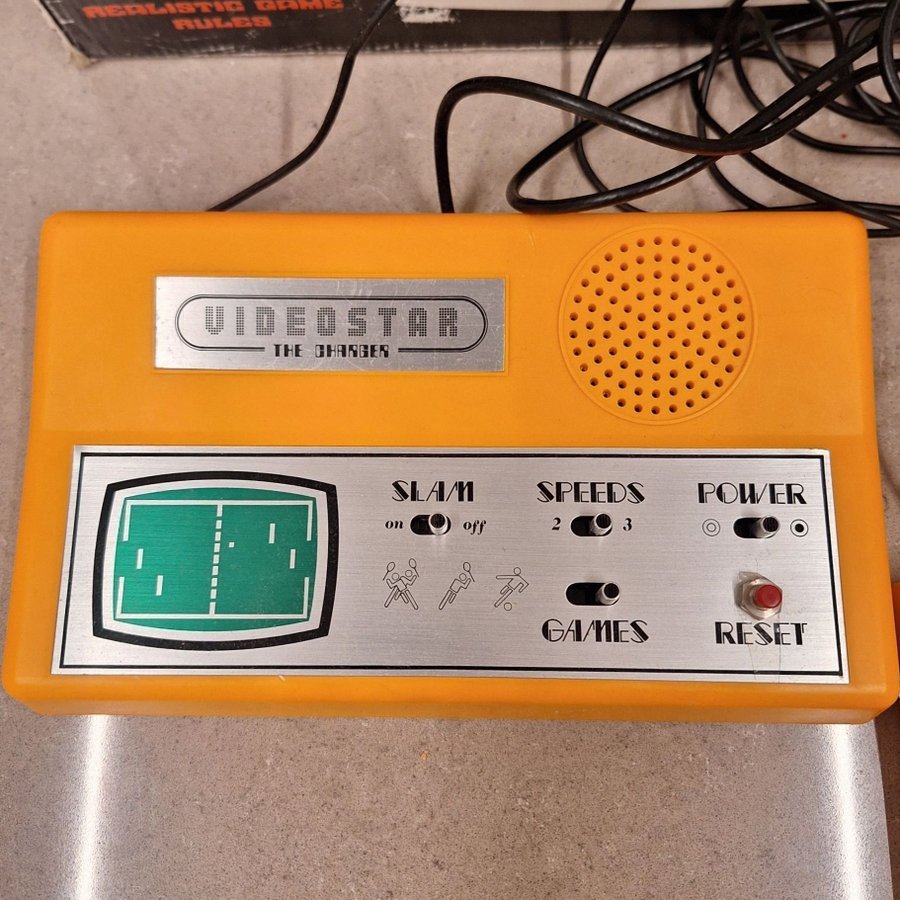 REALISTIC GAME
RULES
VIDEOSTAR
THE CHARGER
SLAM
on off
SPEEDS
2 3
POWER
GAMES
RESET